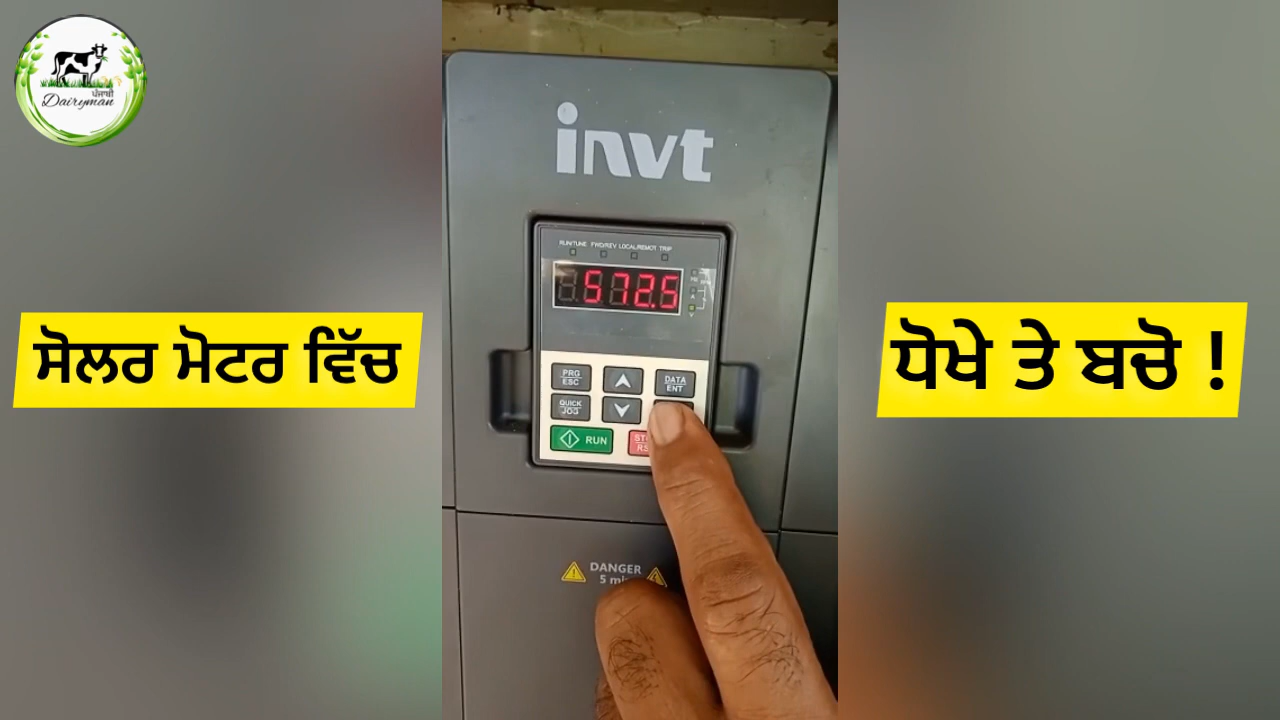 ਪੰਜਾਬੀ
Dairyman
ਸੋਲਰ ਮੋਟਰ ਵਿੱਚ
ਧੋਖੇ ਤੇ ਬਚੋ !
invt
RUN/TUNE FWD/REV LOCAL/REMOT TRIP
572.5
PRG
ESC
DATA
ENT
QUICK
JOG
RUN
DANGER
5